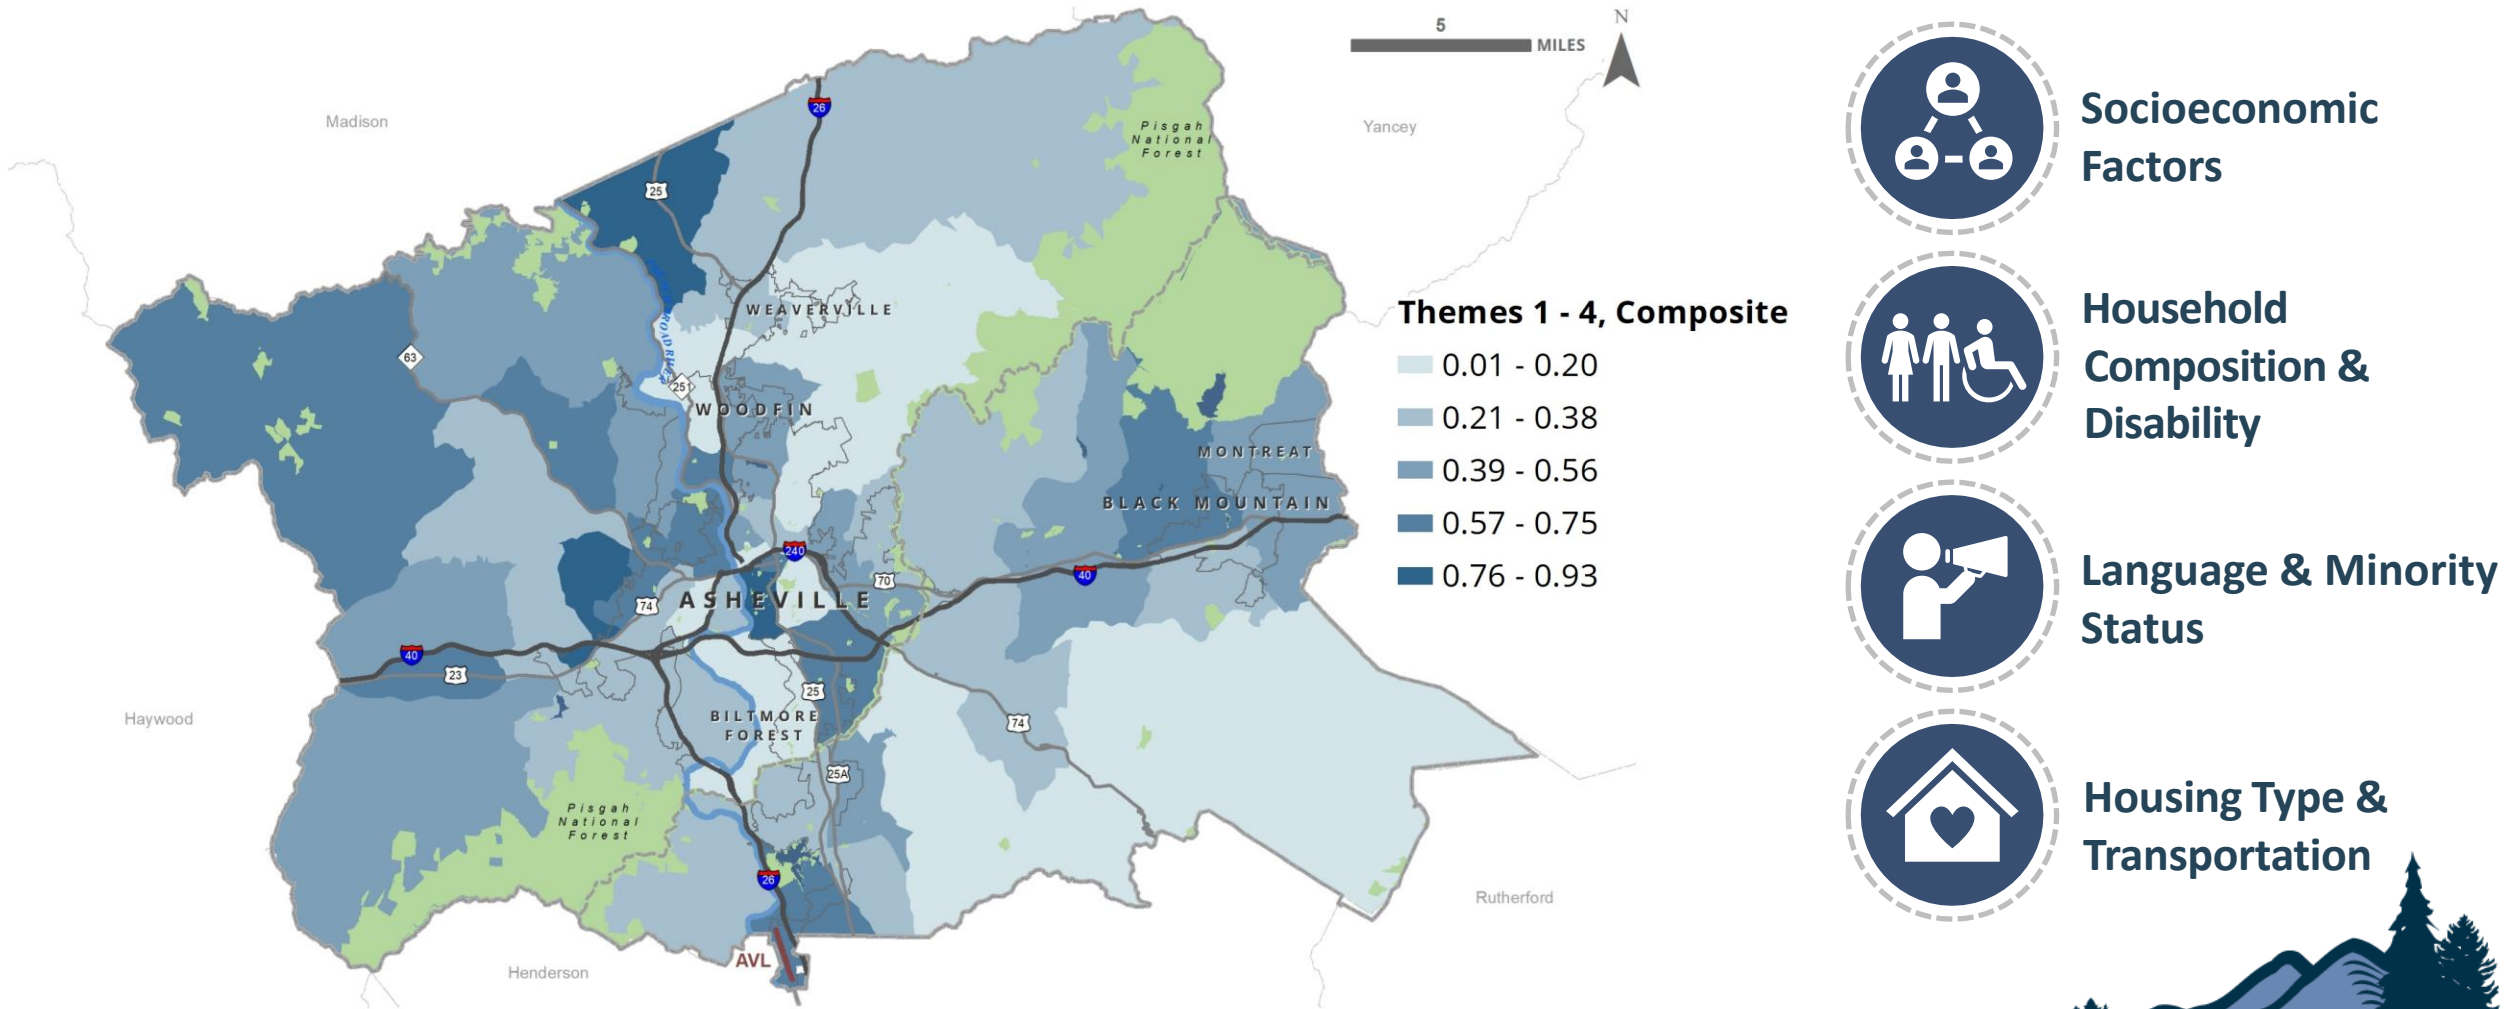 5
MILES
N
Madison
Yancey
Haywood
Henderson
Rutherford
26
25
63
251
Pisgah
National
Forest
WEAVERVILLE
WOODFIN
MONTREAT
BLACK MOUNTAIN
240
70
40
74
ASHEVILLE
40
23
25
BILTMORE
FOREST
74
25A
Pisgah
National
Forest
26
AVL
Themes 1 - 4, Composite
0.01 - 0.20
0.21 - 0.38
0.39 - 0.56
0.57 - 0.75
0.76 - 0.93
Socioeconomic
Factors
Household
Composition &
Disability
Language & Minority
Status
Housing Type &
Transportation